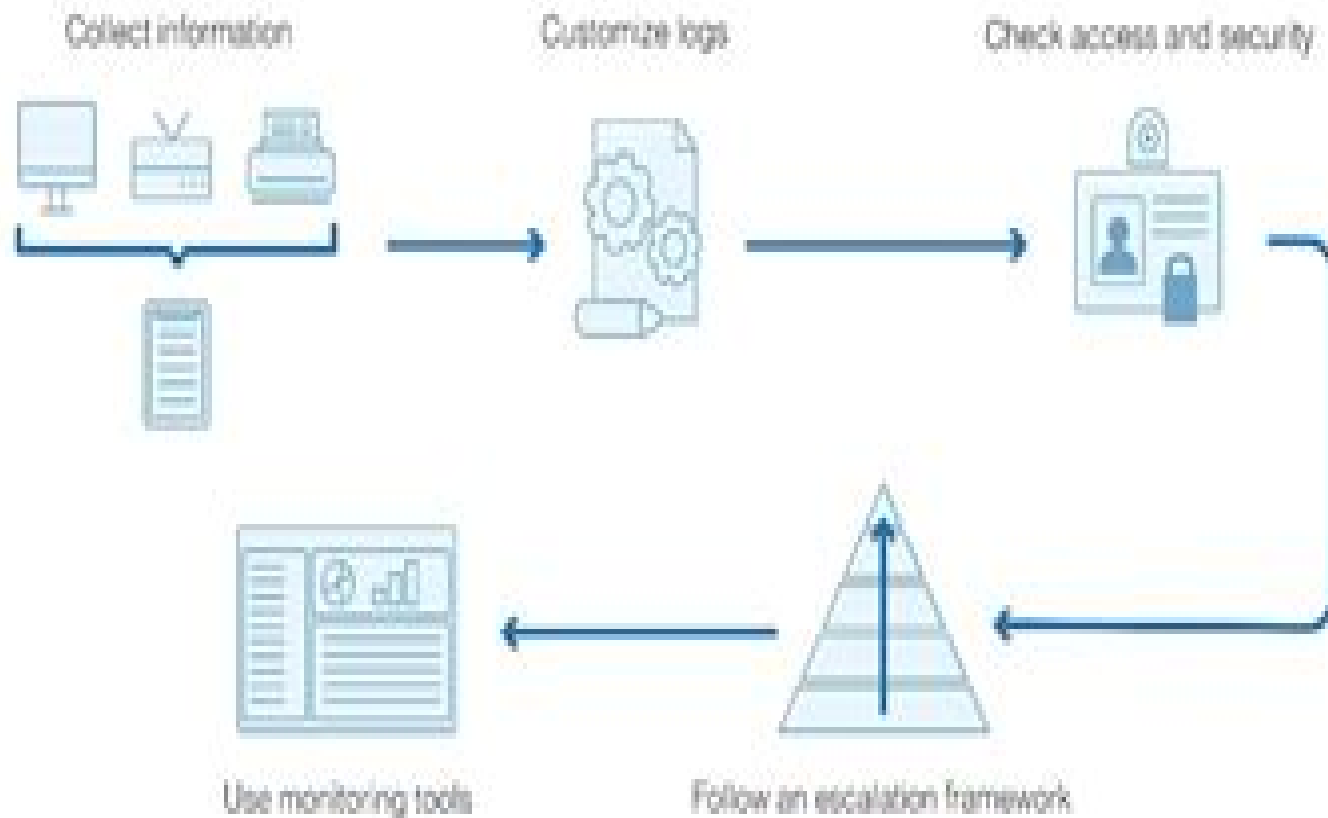 Collect information
Customize logs
Check access and security
Follow an escalation framework
Use monitoring tools